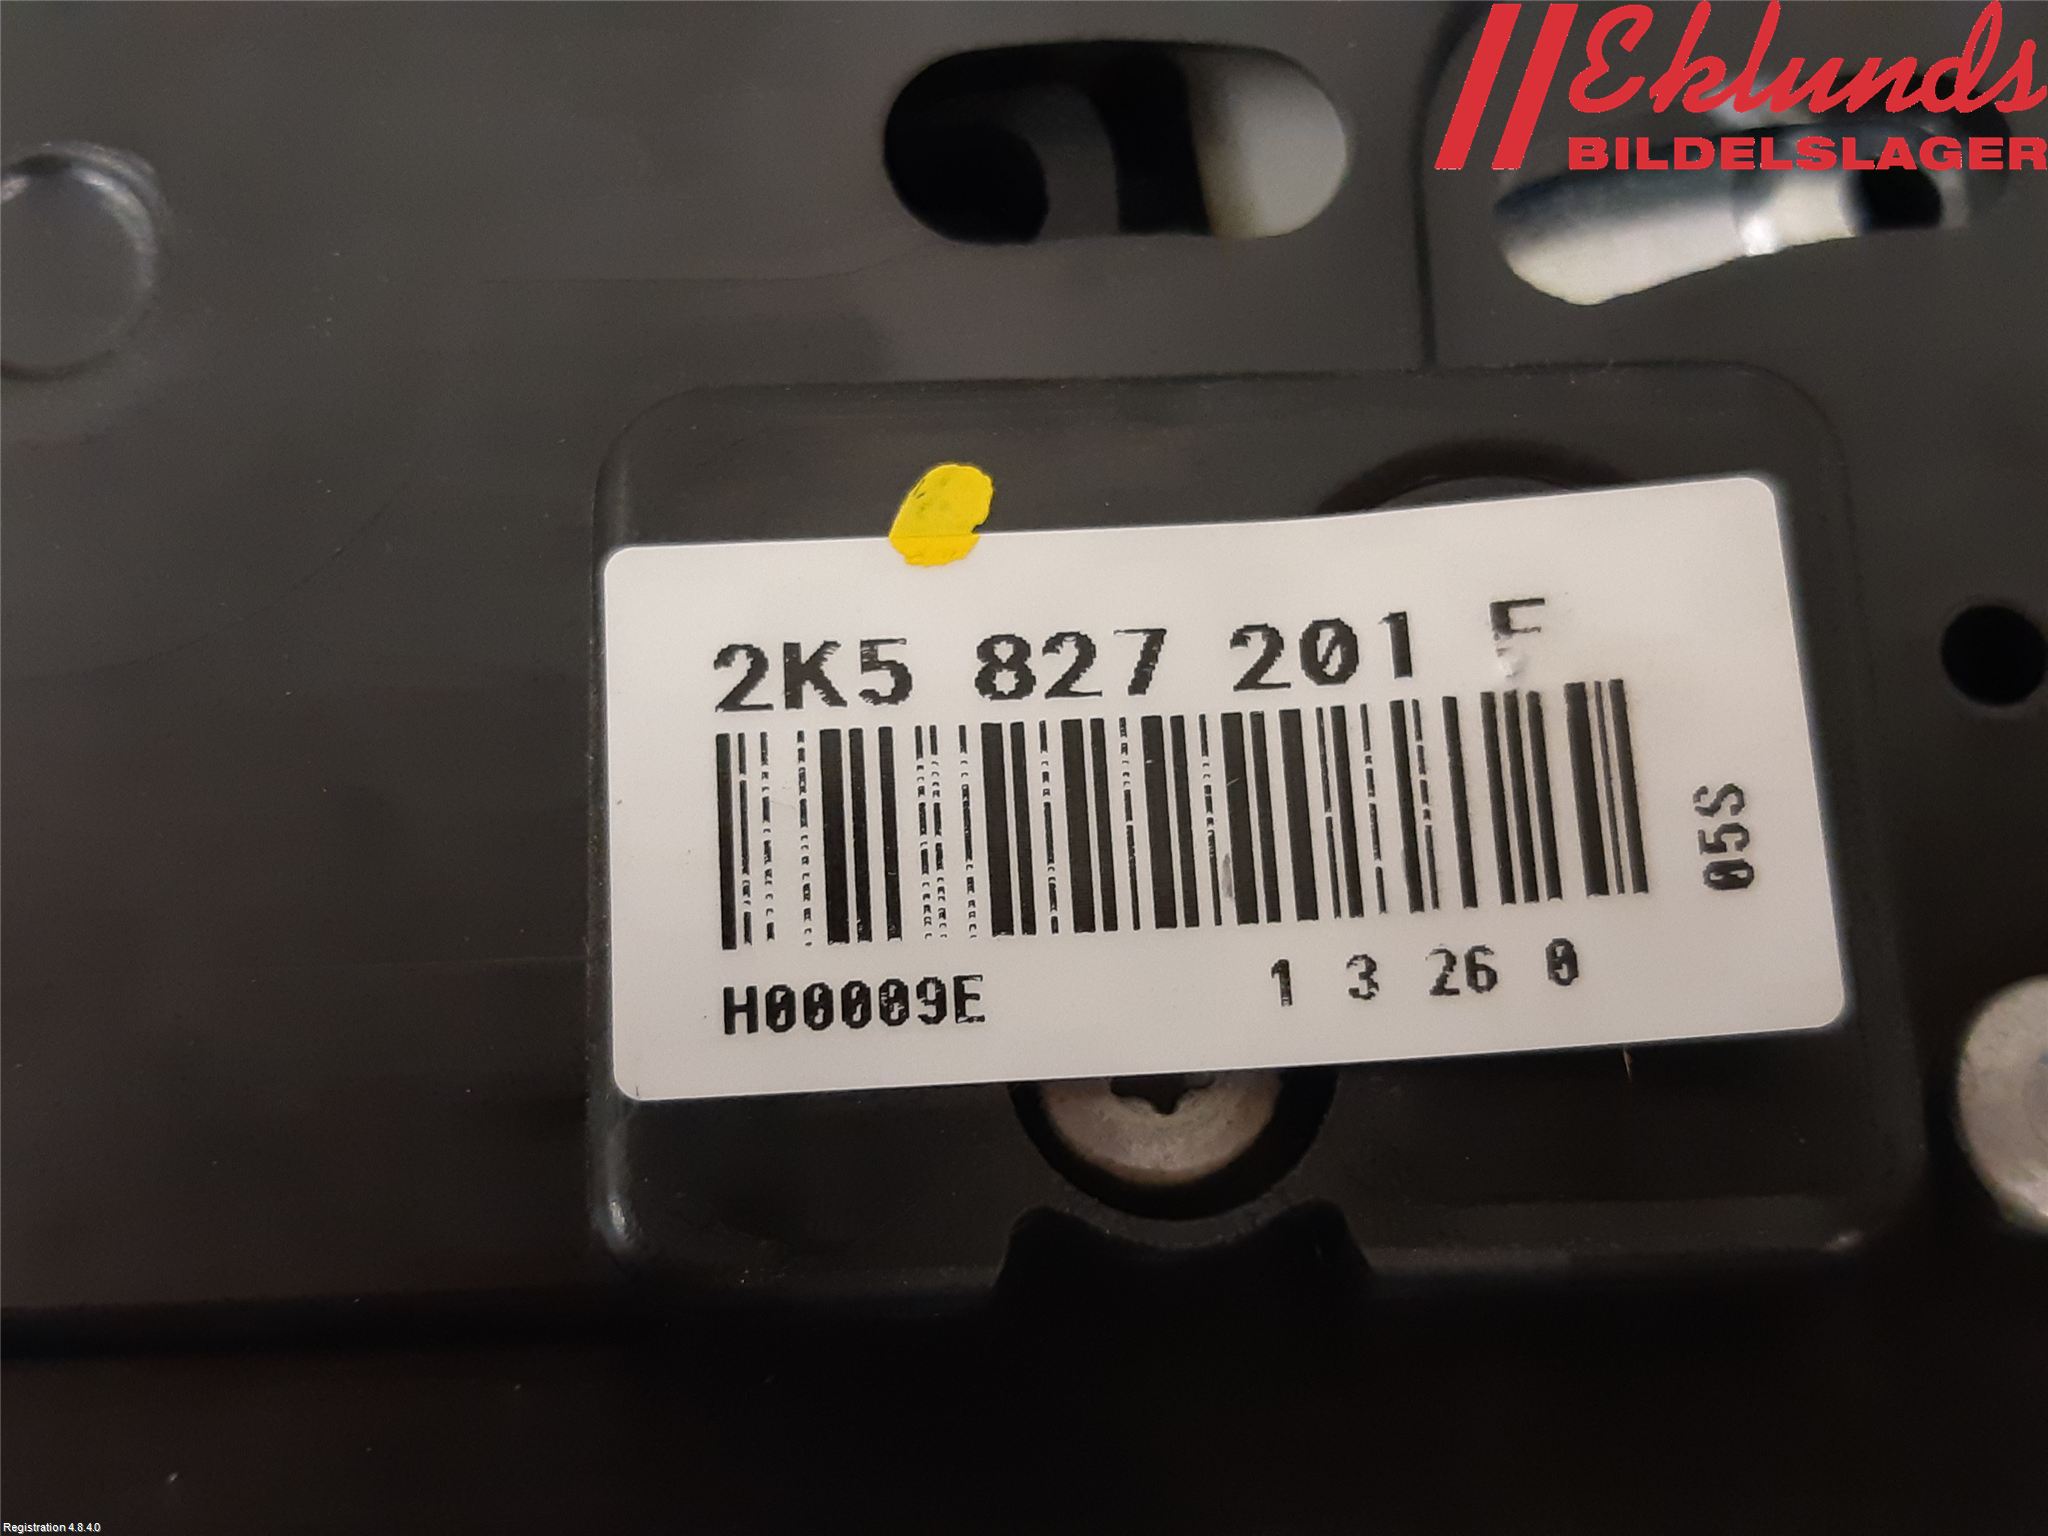 Eklunds
BILDELSLAGER
2K5 827 201
05S
H00009E 1 3 26 0
Registration 4.8.4.0